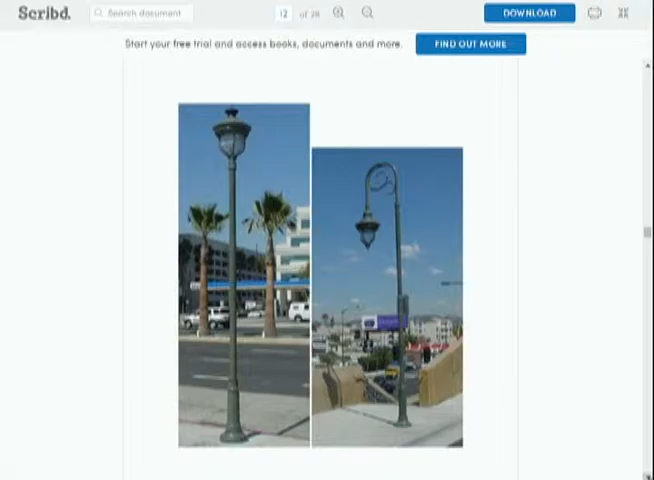 Scribd.
Search document
12 of 28
DOWNLOAD
Start your free trial and access books, documents and more.
FIND OUT MORE